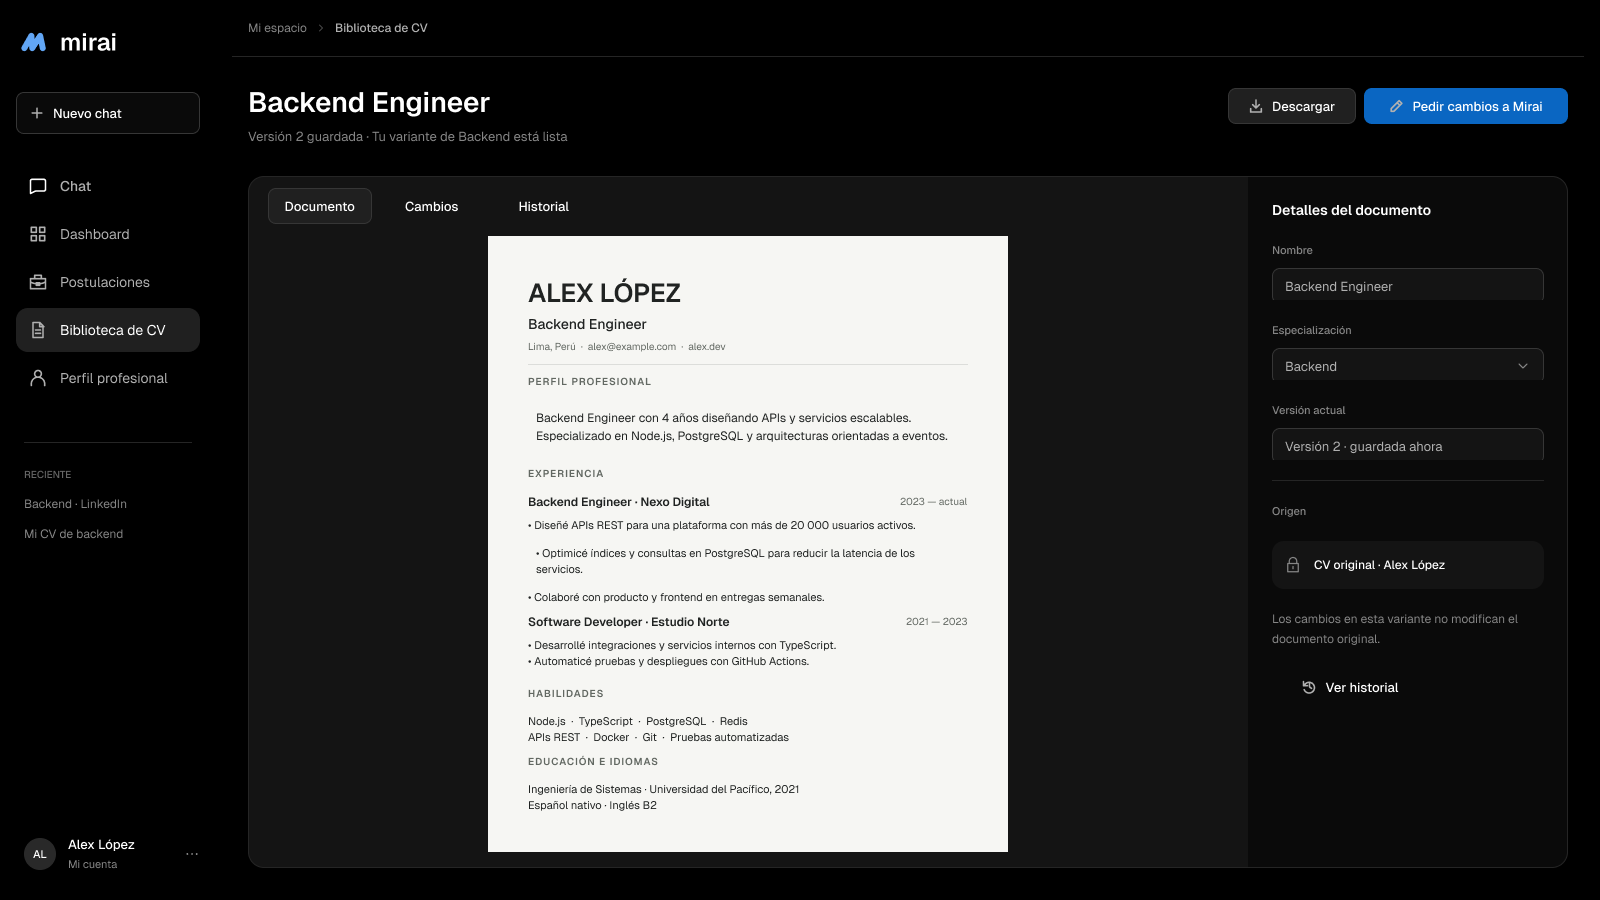 mirai
Nuevo chat
Chat
Dashboard
Postulaciones
Biblioteca de CV
Perfil profesional
RECIENTE
Backend · LinkedIn
Mi CV de backend
AL
Alex López
Mi cuenta
Mi espacio
Biblioteca de CV
Backend Engineer
Versión 2 guardada · Tu variante de Backend está lista
Descargar
Pedir cambios a Mirai
Documento
Cambios
Historial
ALEX LÓPEZ
Backend Engineer
Lima, Perú · alex@example.com · alex.dev
PERFIL PROFESIONAL
Backend Engineer con 4 años diseñando APIs y servicios escalables.
Especializado en Node.js, PostgreSQL y arquitecturas orientadas a eventos.
EXPERIENCIA
Backend Engineer · Nexo Digital 2023 — actual
• Diseñé APIs REST para una plataforma con más de 20 000 usuarios activos.
• Optimicé índices y consultas en PostgreSQL para reducir la latencia de los
servicios.
• Colaboré con producto y frontend en entregas semanales.
Software Developer · Estudio Norte 2021 — 2023
• Desarrollé integraciones y servicios internos con TypeScript.
• Automaticé pruebas y despliegues con GitHub Actions.
HABILIDADES
Node.js · TypeScript · PostgreSQL · Redis
APIs REST · Docker · Git · Pruebas automatizadas
EDUCACIÓN E IDIOMAS
Ingeniería de Sistemas · Universidad del Pacífico, 2021
Español nativo · Inglés B2
Detalles del documento
Nombre
Backend Engineer
Especialización
Backend
Versión actual
Versión 2 · guardada ahora
Origen
CV original · Alex López
Los cambios en esta variante no modifican el
documento original.
Ver historial